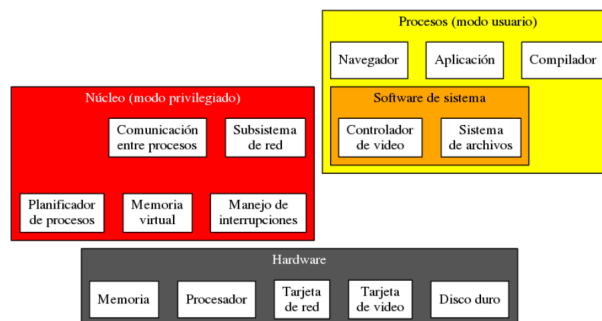 Procesos (modo usuario)
Navegador
Aplicación
Compilador
Software de sistema
Controlador
de video
Sistema
de archivos
Núcleo (modo privilegiado)
Comunicación
entre procesos
Subsistema
de red
Planificador
de procesos
Memoria
virtual
Manejo de
interrupciones
Hardware
Memoria
Procesador
Tarjeta
de red
Tarjeta
de video
Disco duro